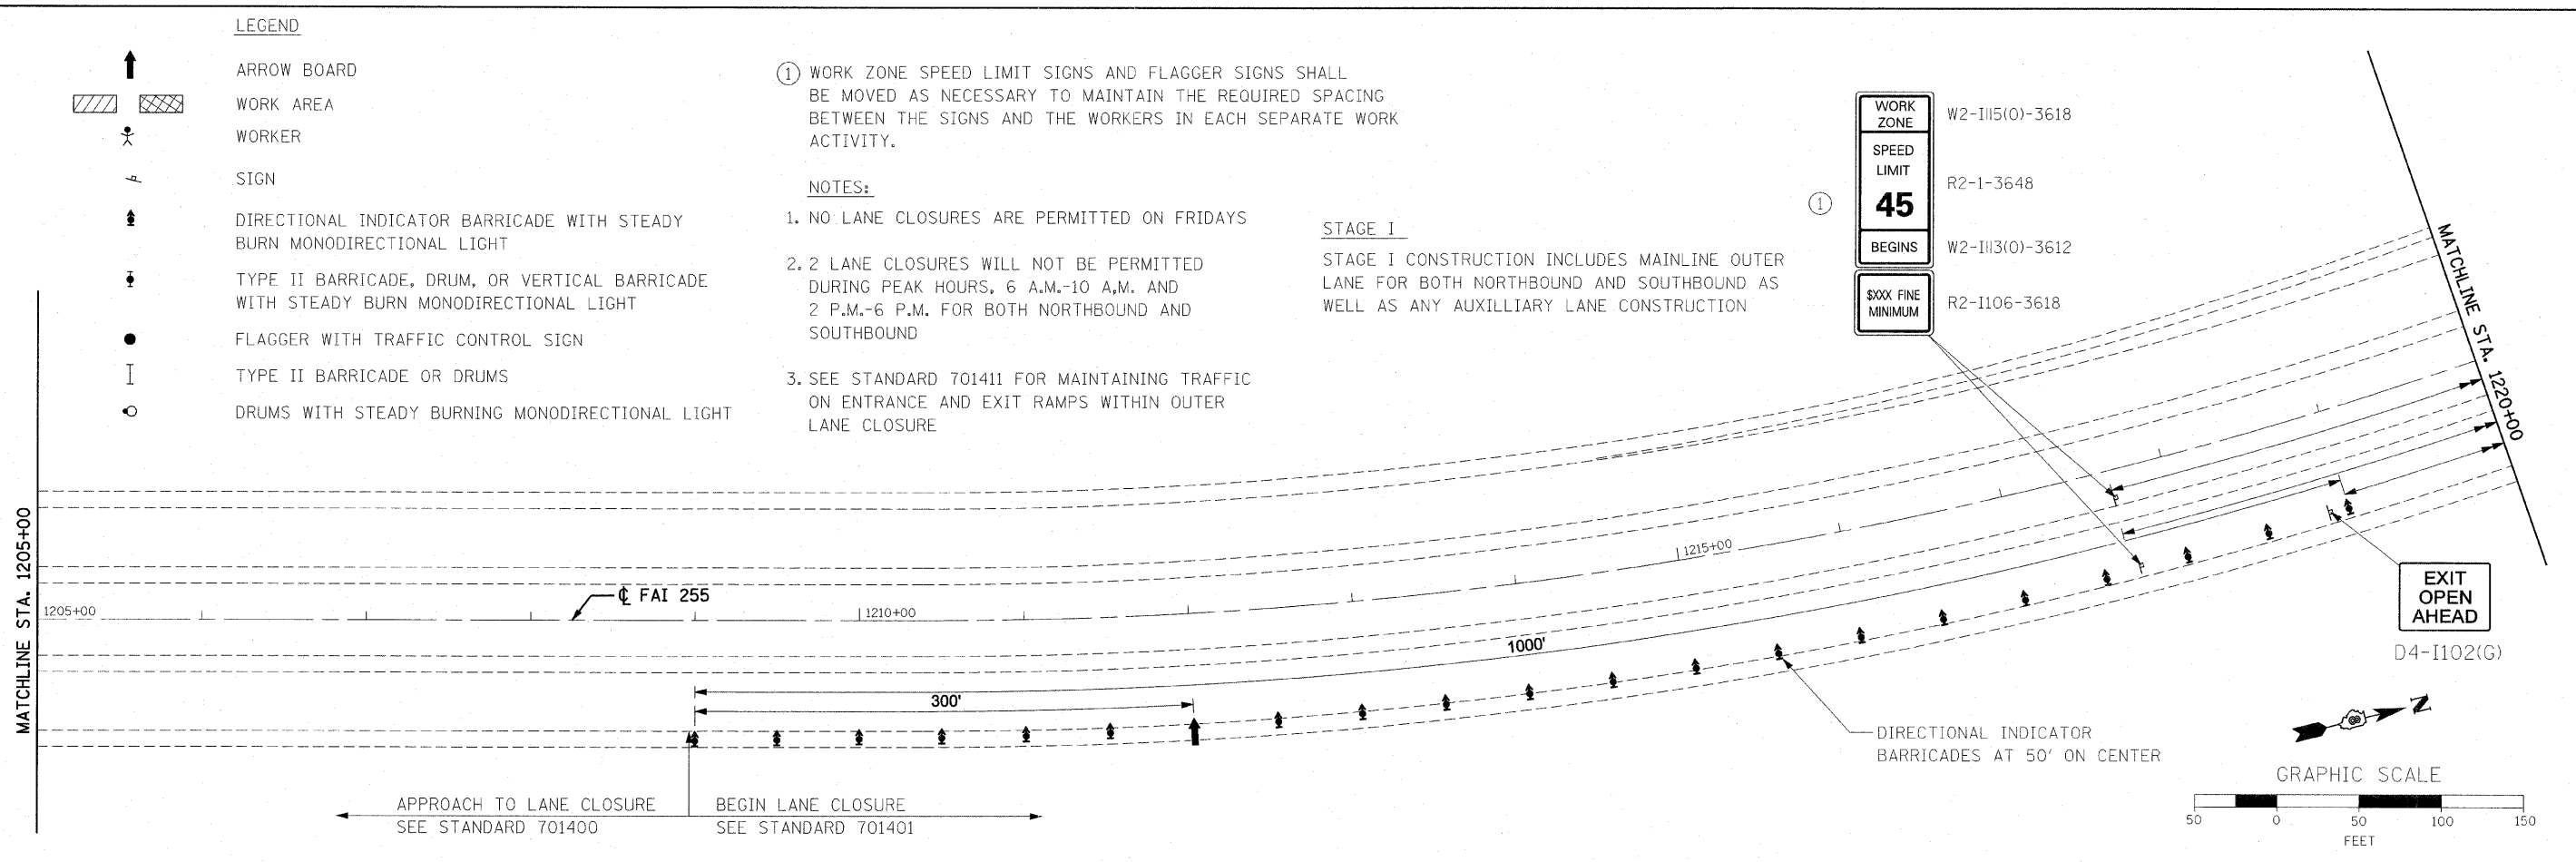 LEGEND
ARROW BOARD
WORK AREA
WORKER
SIGN
DIRECTIONAL INDICATOR BARRICADE WITH STEADY
BURN MONODIRECTIONAL LIGHT
TYPE II BARRICADE, DRUM, OR VERTICAL BARRICADE
WITH STEADY BURN MONODIRECTIONAL LIGHT
FLAGGER WITH TRAFFIC CONTROL SIGN
TYPE II BARRICADE OR DRUMS
DRUMS WITH STEADY BURNING MONODIRECTIONAL LIGHT
1 WORK ZONE SPEED LIMIT SIGNS AND FLAGGER SIGNS SHALL
BE MOVED AS NECESSARY TO MAINTAIN THE REQUIRED SPACING
BETWEEN THE SIGNS AND THE WORKERS IN EACH SEPARATE WORK
ACTIVITY.
NOTES:
1. NO LANE CLOSURES ARE PERMITTED ON FRIDAYS
2. 2 LANE CLOSURES WILL NOT BE PERMITTED
DURING PEAK HOURS, 6 A.M.-10 A.M. AND
2 P.M.-6 P.M. FOR BOTH NORTHBOUND AND
SOUTHBOUND
3. SEE STANDARD 701411 FOR MAINTAINING TRAFFIC
ON ENTRANCE AND EXIT RAMPS WITHIN OUTER
LANE CLOSURE
STAGE I
STAGE I CONSTRUCTION INCLUDES MAINLINE OUTER
LANE FOR BOTH NORTHBOUND AND SOUTHBOUND AS
WELL AS ANY AUXILLIARY LANE CONSTRUCTION
1
WORK
ZONE
SPEED
LIMIT
45
BEGINS
$XXX FINE
MINIMUM
W2-I115(O)-3618
R2-1-3648
W2-I113(O)-3612
R2-I106-3618
MATCHLINE STA. 1220+00
MATCHLINE STA. 1205+00
1205+00
℄ FAI 255
1210+00
1215+00
1000'
300'
EXIT
OPEN
AHEAD
D4-I102(G)
DIRECTIONAL INDICATOR
BARRICADES AT 50' ON CENTER
N
APPROACH TO LANE CLOSURE
SEE STANDARD 701400
BEGIN LANE CLOSURE
SEE STANDARD 701401
GRAPHIC SCALE
50 0 50 100 150
FEET